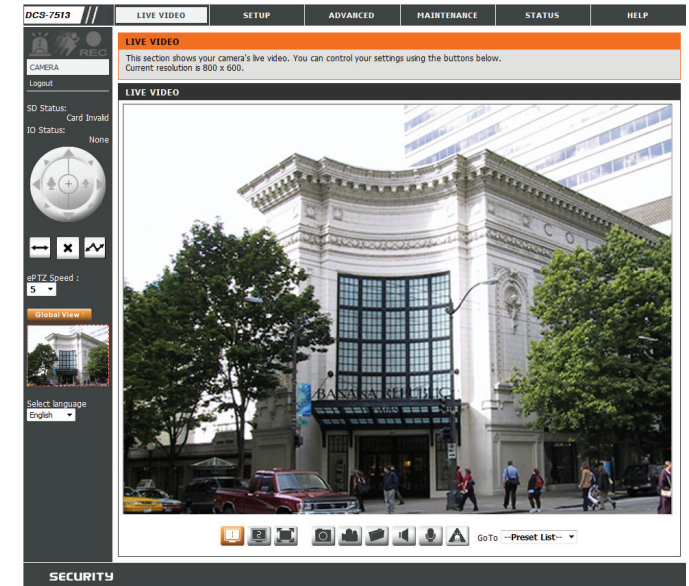 DCS-7513
LIVE VIDEO
SETUP
ADVANCED
MAINTENANCE
STATUS
HELP
REC
CAMERA
Logout
SD Status:
Card Invalid
IO Status:
None
ePTZ Speed :
5
Global View
Select language
English
LIVE VIDEO
This section shows your camera's live video. You can control your settings using the buttons below.
Current resolution is 800 x 600.
LIVE VIDEO
C O
BANANA REPUBLIC
1
2
GoTo --Preset List--
SECURITY